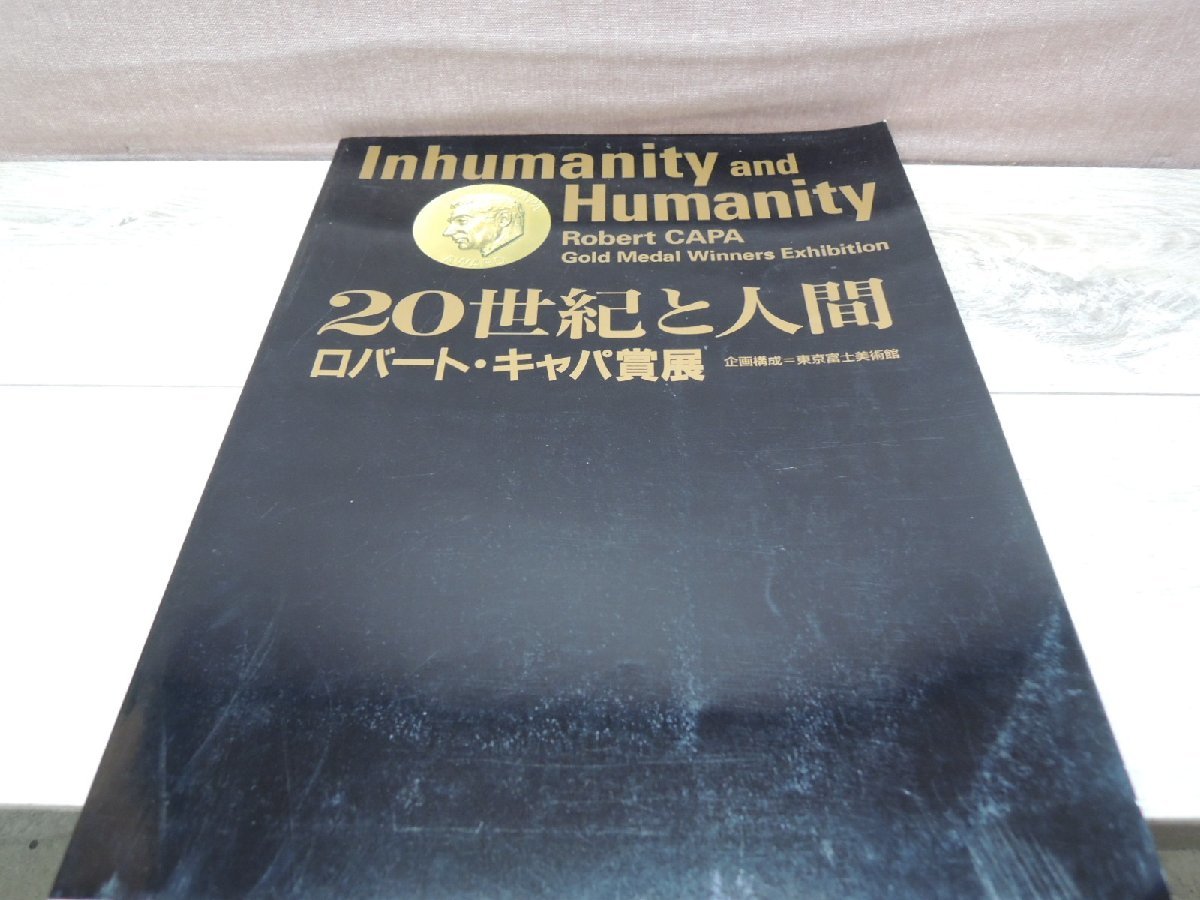 Inhumanity and
Humanity
Robert CAPA
Gold Medal Winners Exhibition
20世紀と人間
ロバート・キャパ賞展 企画構成=東京富士美術館